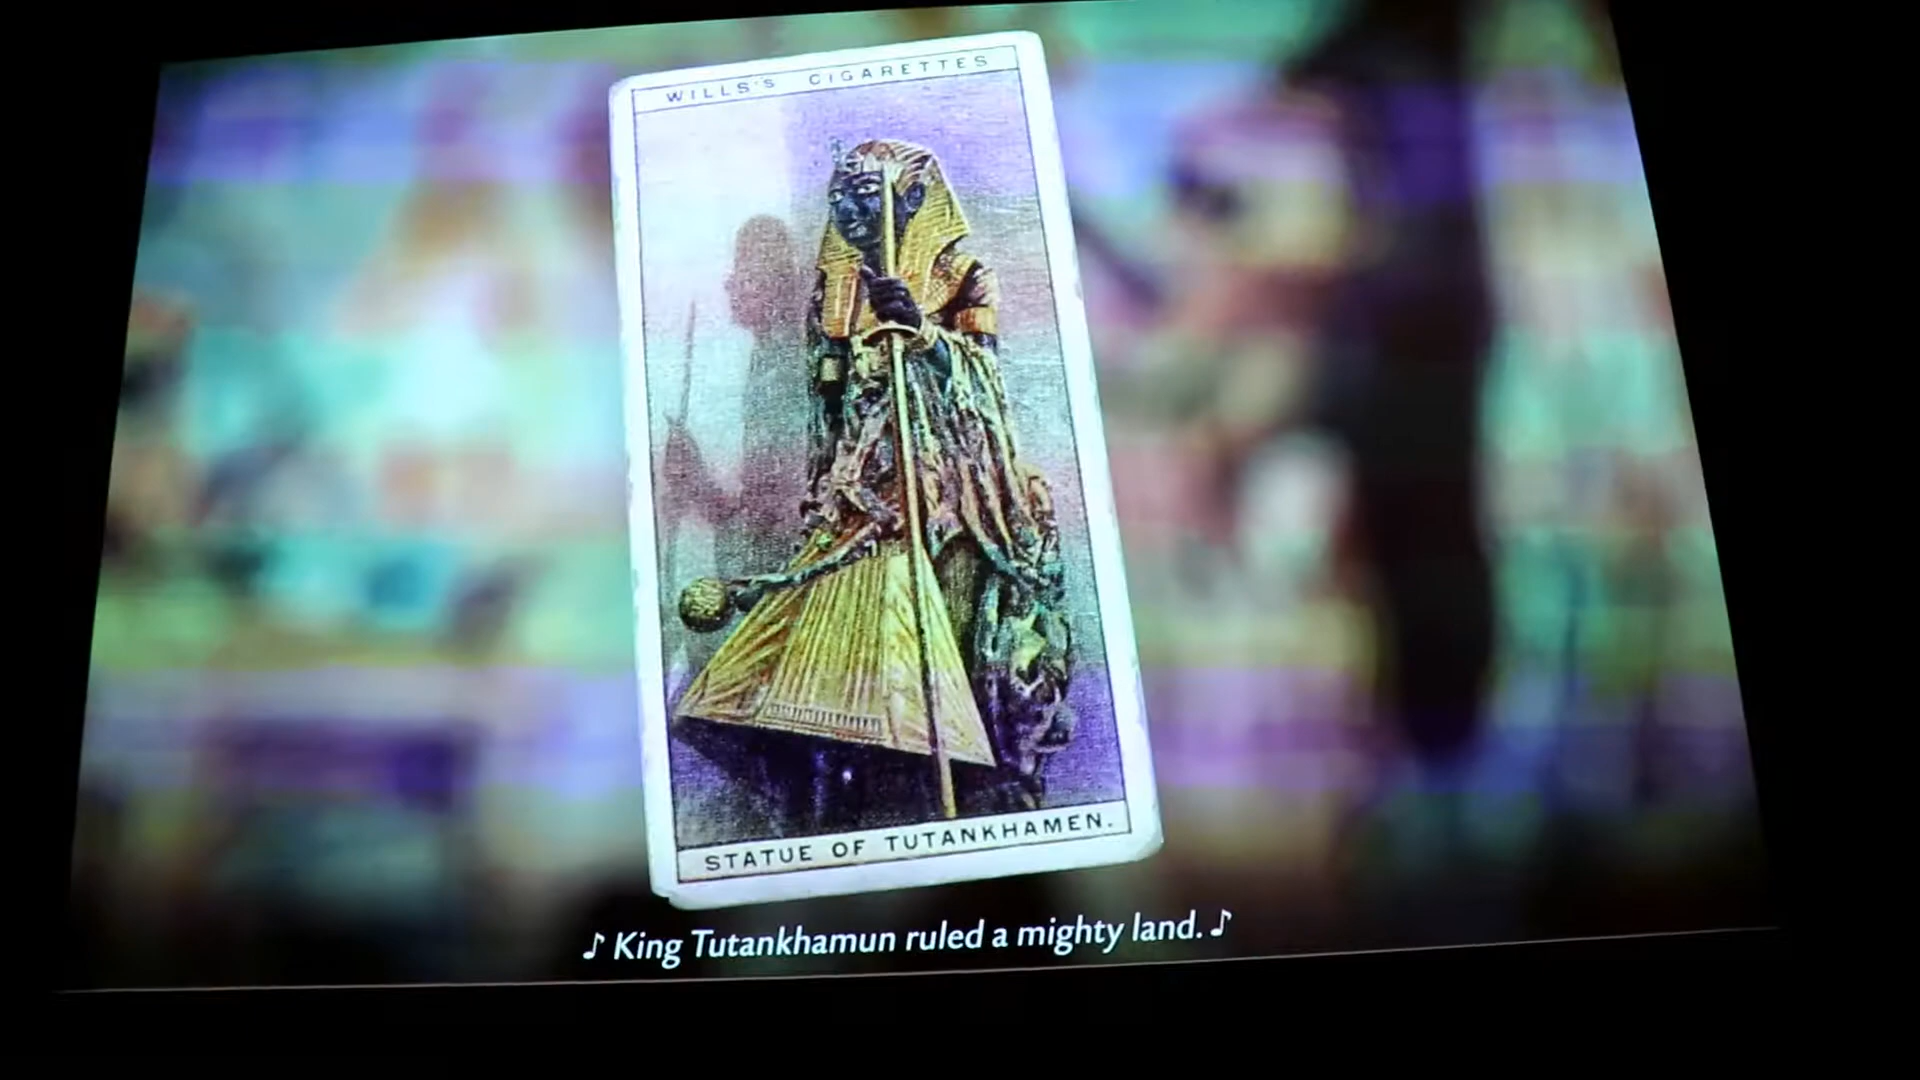 WILLS'S CIGARETTES
STATUE OF TUTANKHAMEN.
♪ King Tutankhamun ruled a mighty land. ♪